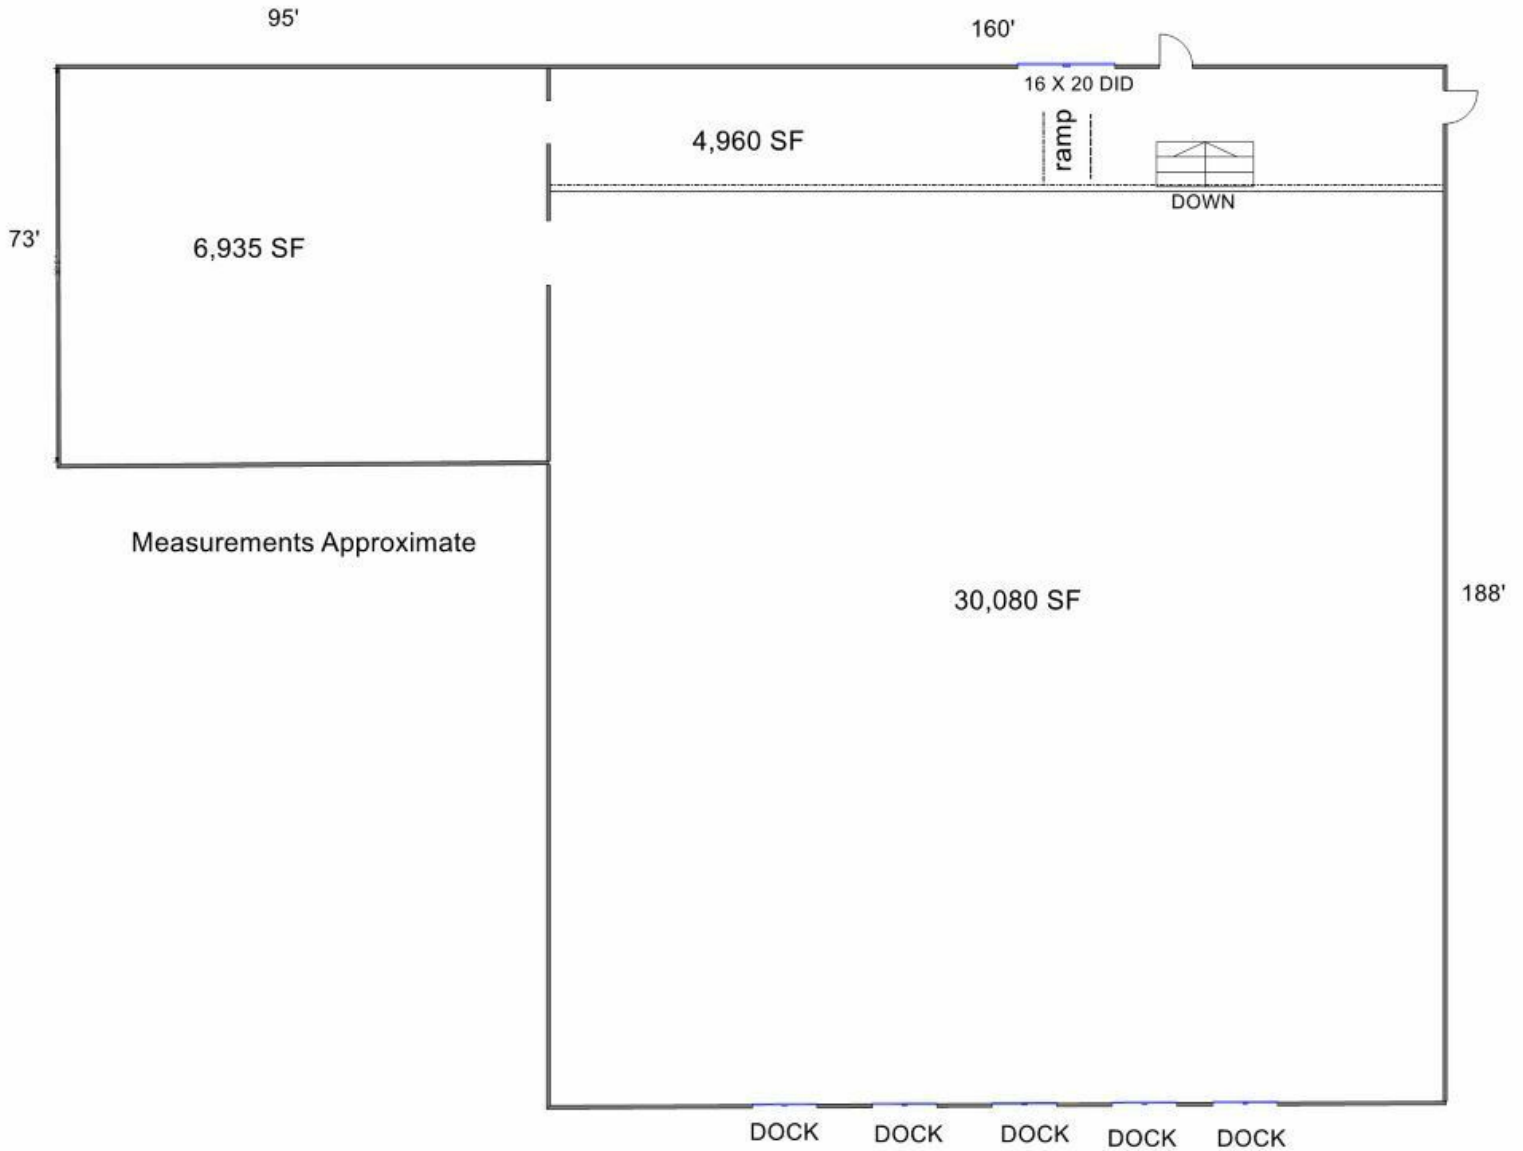 95'
160'
16 X 20 DID
ramp
4,960 SF
DOWN
73'
6,935 SF
Measurements Approximate
30,080 SF
188'
DOCK
DOCK
DOCK
DOCK
DOCK